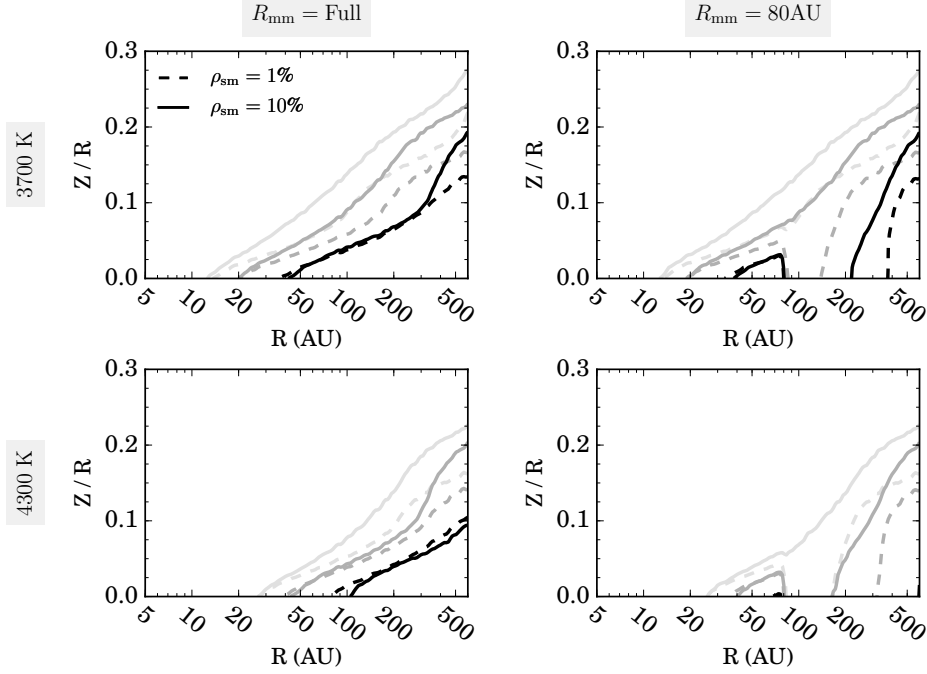 R_mm = Full
R_mm = 80AU
3700 K
0.3
0.2
0.1
0.0
Z / R
ρ_sm = 1%
ρ_sm = 10%
5 10 20 50 100 200 500
R (AU)
0.3
0.2
0.1
0.0
Z / R
5 10 20 50 100 200 500
R (AU)
4300 K
0.3
0.2
0.1
0.0
Z / R
5 10 20 50 100 200 500
R (AU)
0.3
0.2
0.1
0.0
Z / R
5 10 20 50 100 200 500
R (AU)